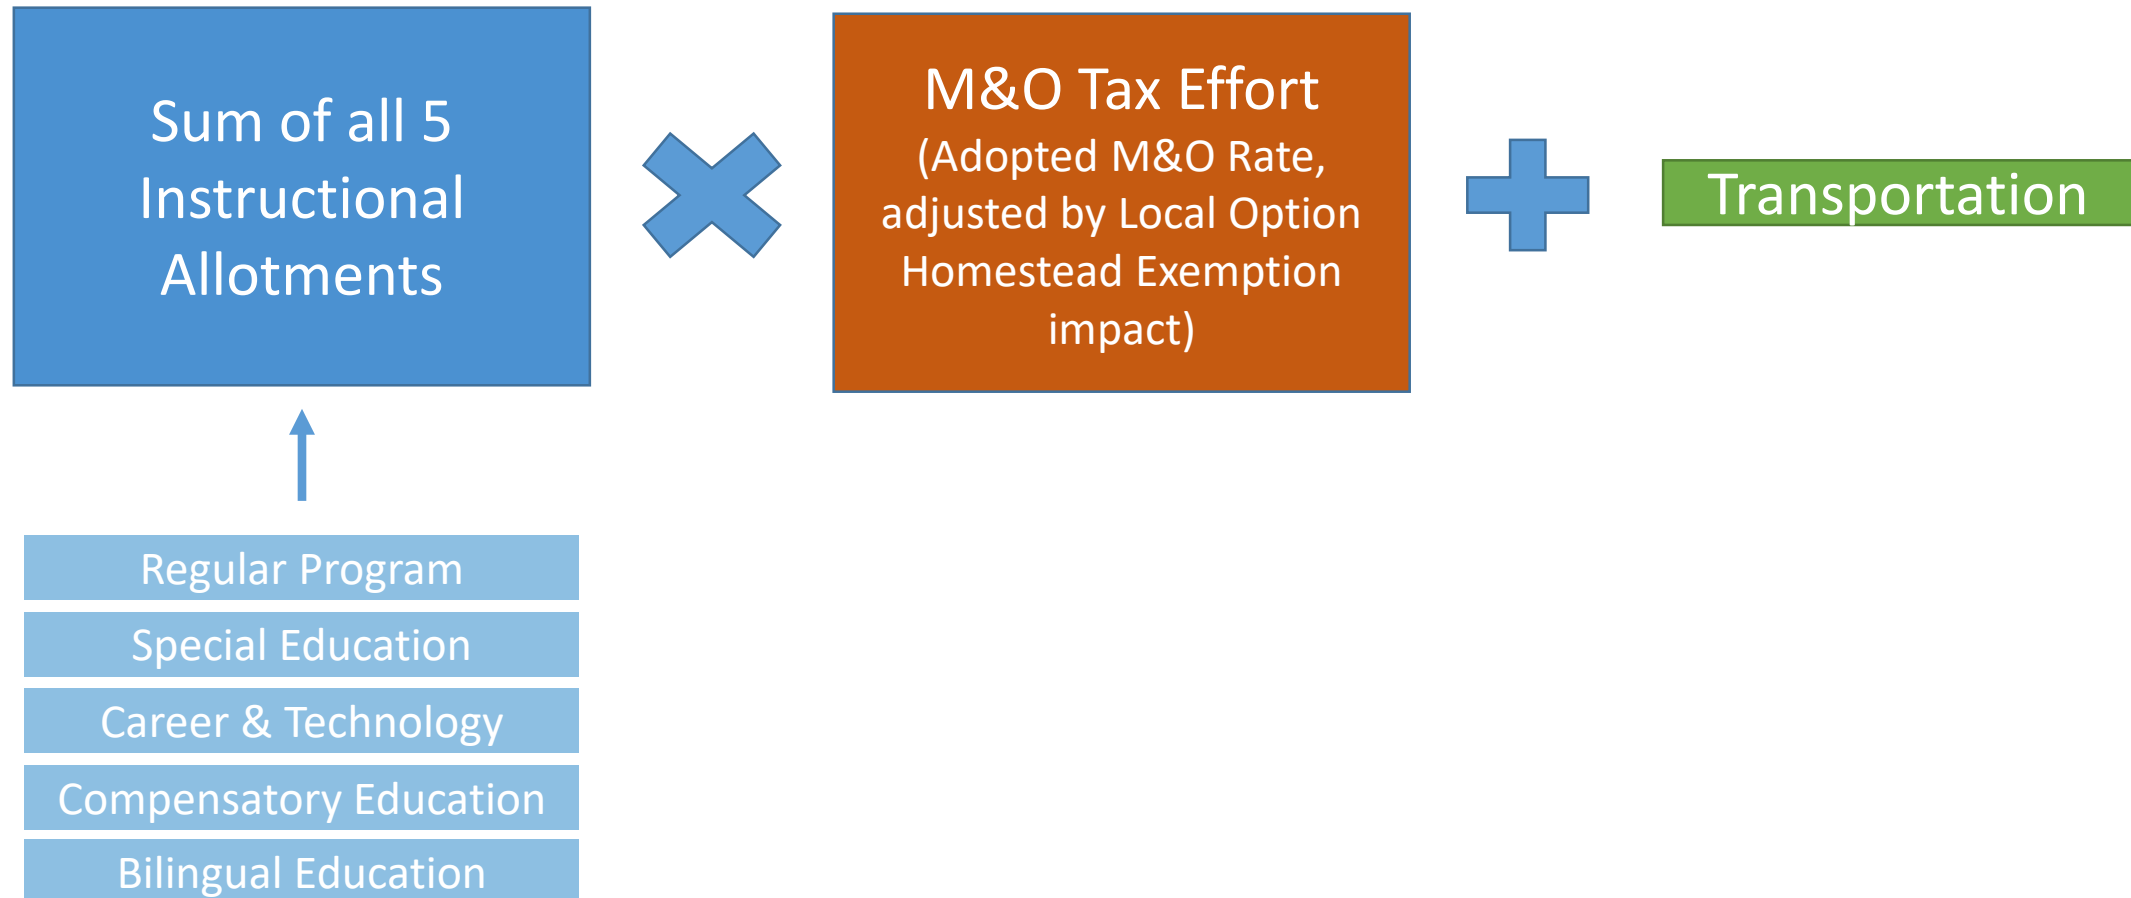 Sum of all 5
Instructional
Allotments
M&O Tax Effort
(Adopted M&O Rate,
adjusted by Local Option
Homestead Exemption
impact)
Transportation
Regular Program
Special Education
Career & Technology
Compensatory Education
Bilingual Education